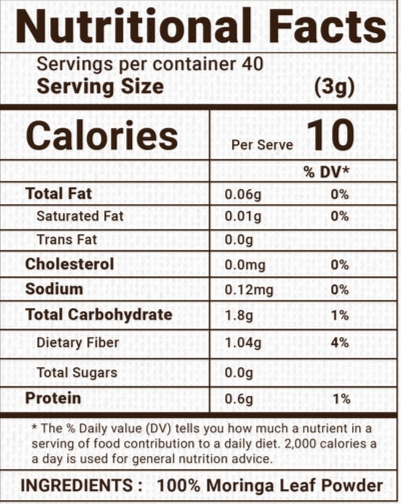 Nutritional Facts
Servings per container 40
Serving Size (3g)
Calories Per Serve 10
% DV*
Total Fat 0.06g 0%
Saturated Fat 0.01g 0%
Trans Fat 0.0g
Cholesterol 0.0mg 0%
Sodium 0.12mg 0%
Total Carbohydrate 1.8g 1%
Dietary Fiber 1.04g 4%
Total Sugars 0.0g
Protein 0.6g 1%
* The % Daily value (DV) tells you how much a nutrient in a
serving of food contribution to a daily diet. 2,000 calories a
a day is used for general nutrition advice.
INGREDIENTS : 100% Moringa Leaf Powder